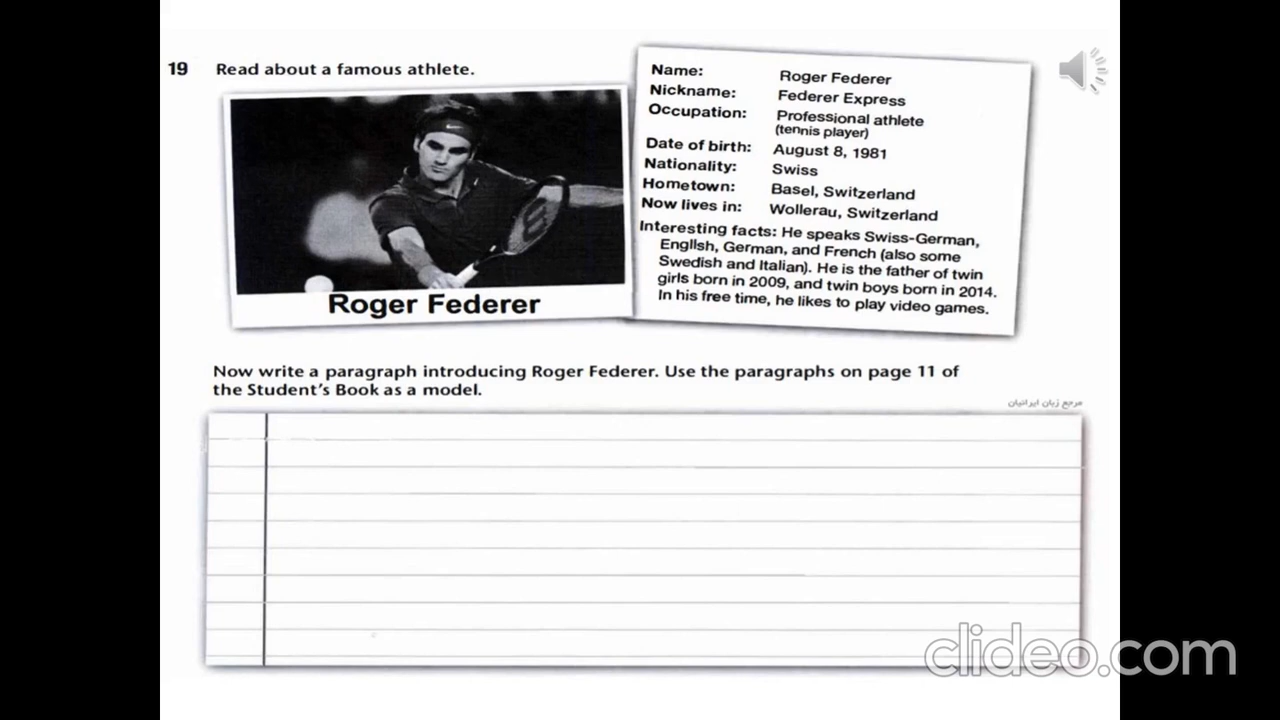 19 Read about a famous athlete.
Roger Federer
Name: Roger Federer
Nickname: Federer Express
Occupation: Professional athlete
(tennis player)
Date of birth: August 8, 1981
Nationality: Swiss
Hometown: Basel, Switzerland
Now lives in: Wollerau, Switzerland
Interesting facts: He speaks Swiss-German,
English, German, and French (also some
Swedish and Italian). He is the father of twin
girls born in 2009, and twin boys born in 2014.
In his free time, he likes to play video games.
Now write a paragraph introducing Roger Federer. Use the paragraphs on page 11 of
the Student's Book as a model.
مرجع زبان ایرانیان
clideo.com